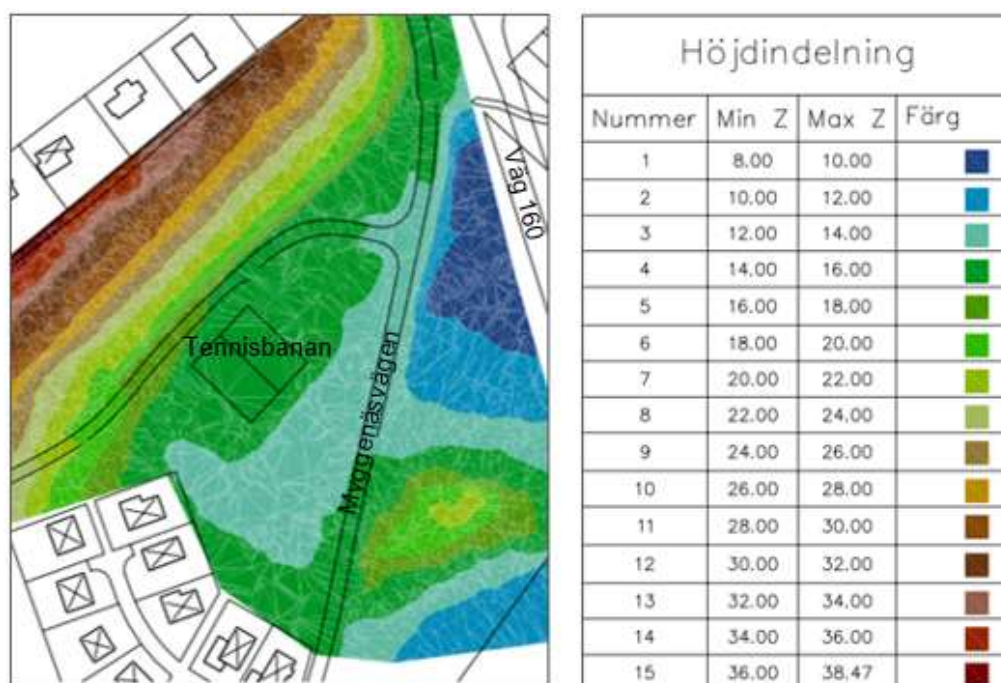 Tennisbanan
Myggenäsvägen
Väg 160
Höjdindelning
Nummer Min Z Max Z Färg
1 8.00 10.00
2 10.00 12.00
3 12.00 14.00
4 14.00 16.00
5 16.00 18.00
6 18.00 20.00
7 20.00 22.00
8 22.00 24.00
9 24.00 26.00
10 26.00 28.00
11 28.00 30.00
12 30.00 32.00
13 32.00 34.00
14 34.00 36.00
15 36.00 38.47